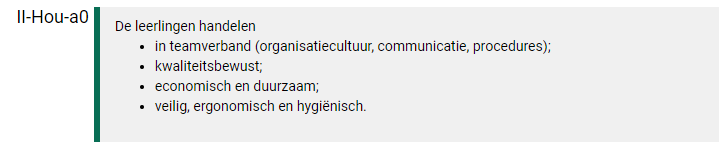 II-Hou-a0
De leerlingen handelen
• in teamverband (organisatiecultuur, communicatie, procedures);
• kwaliteitsbewust;
• economisch en duurzaam;
• veilig, ergonomisch en hygiënisch.